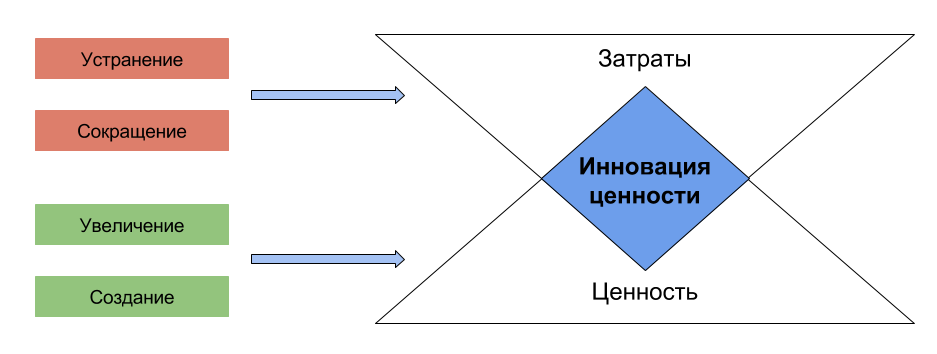 Устранение
Сокращение
Увеличение
Создание
Затраты
Инновация
ценности
Ценность